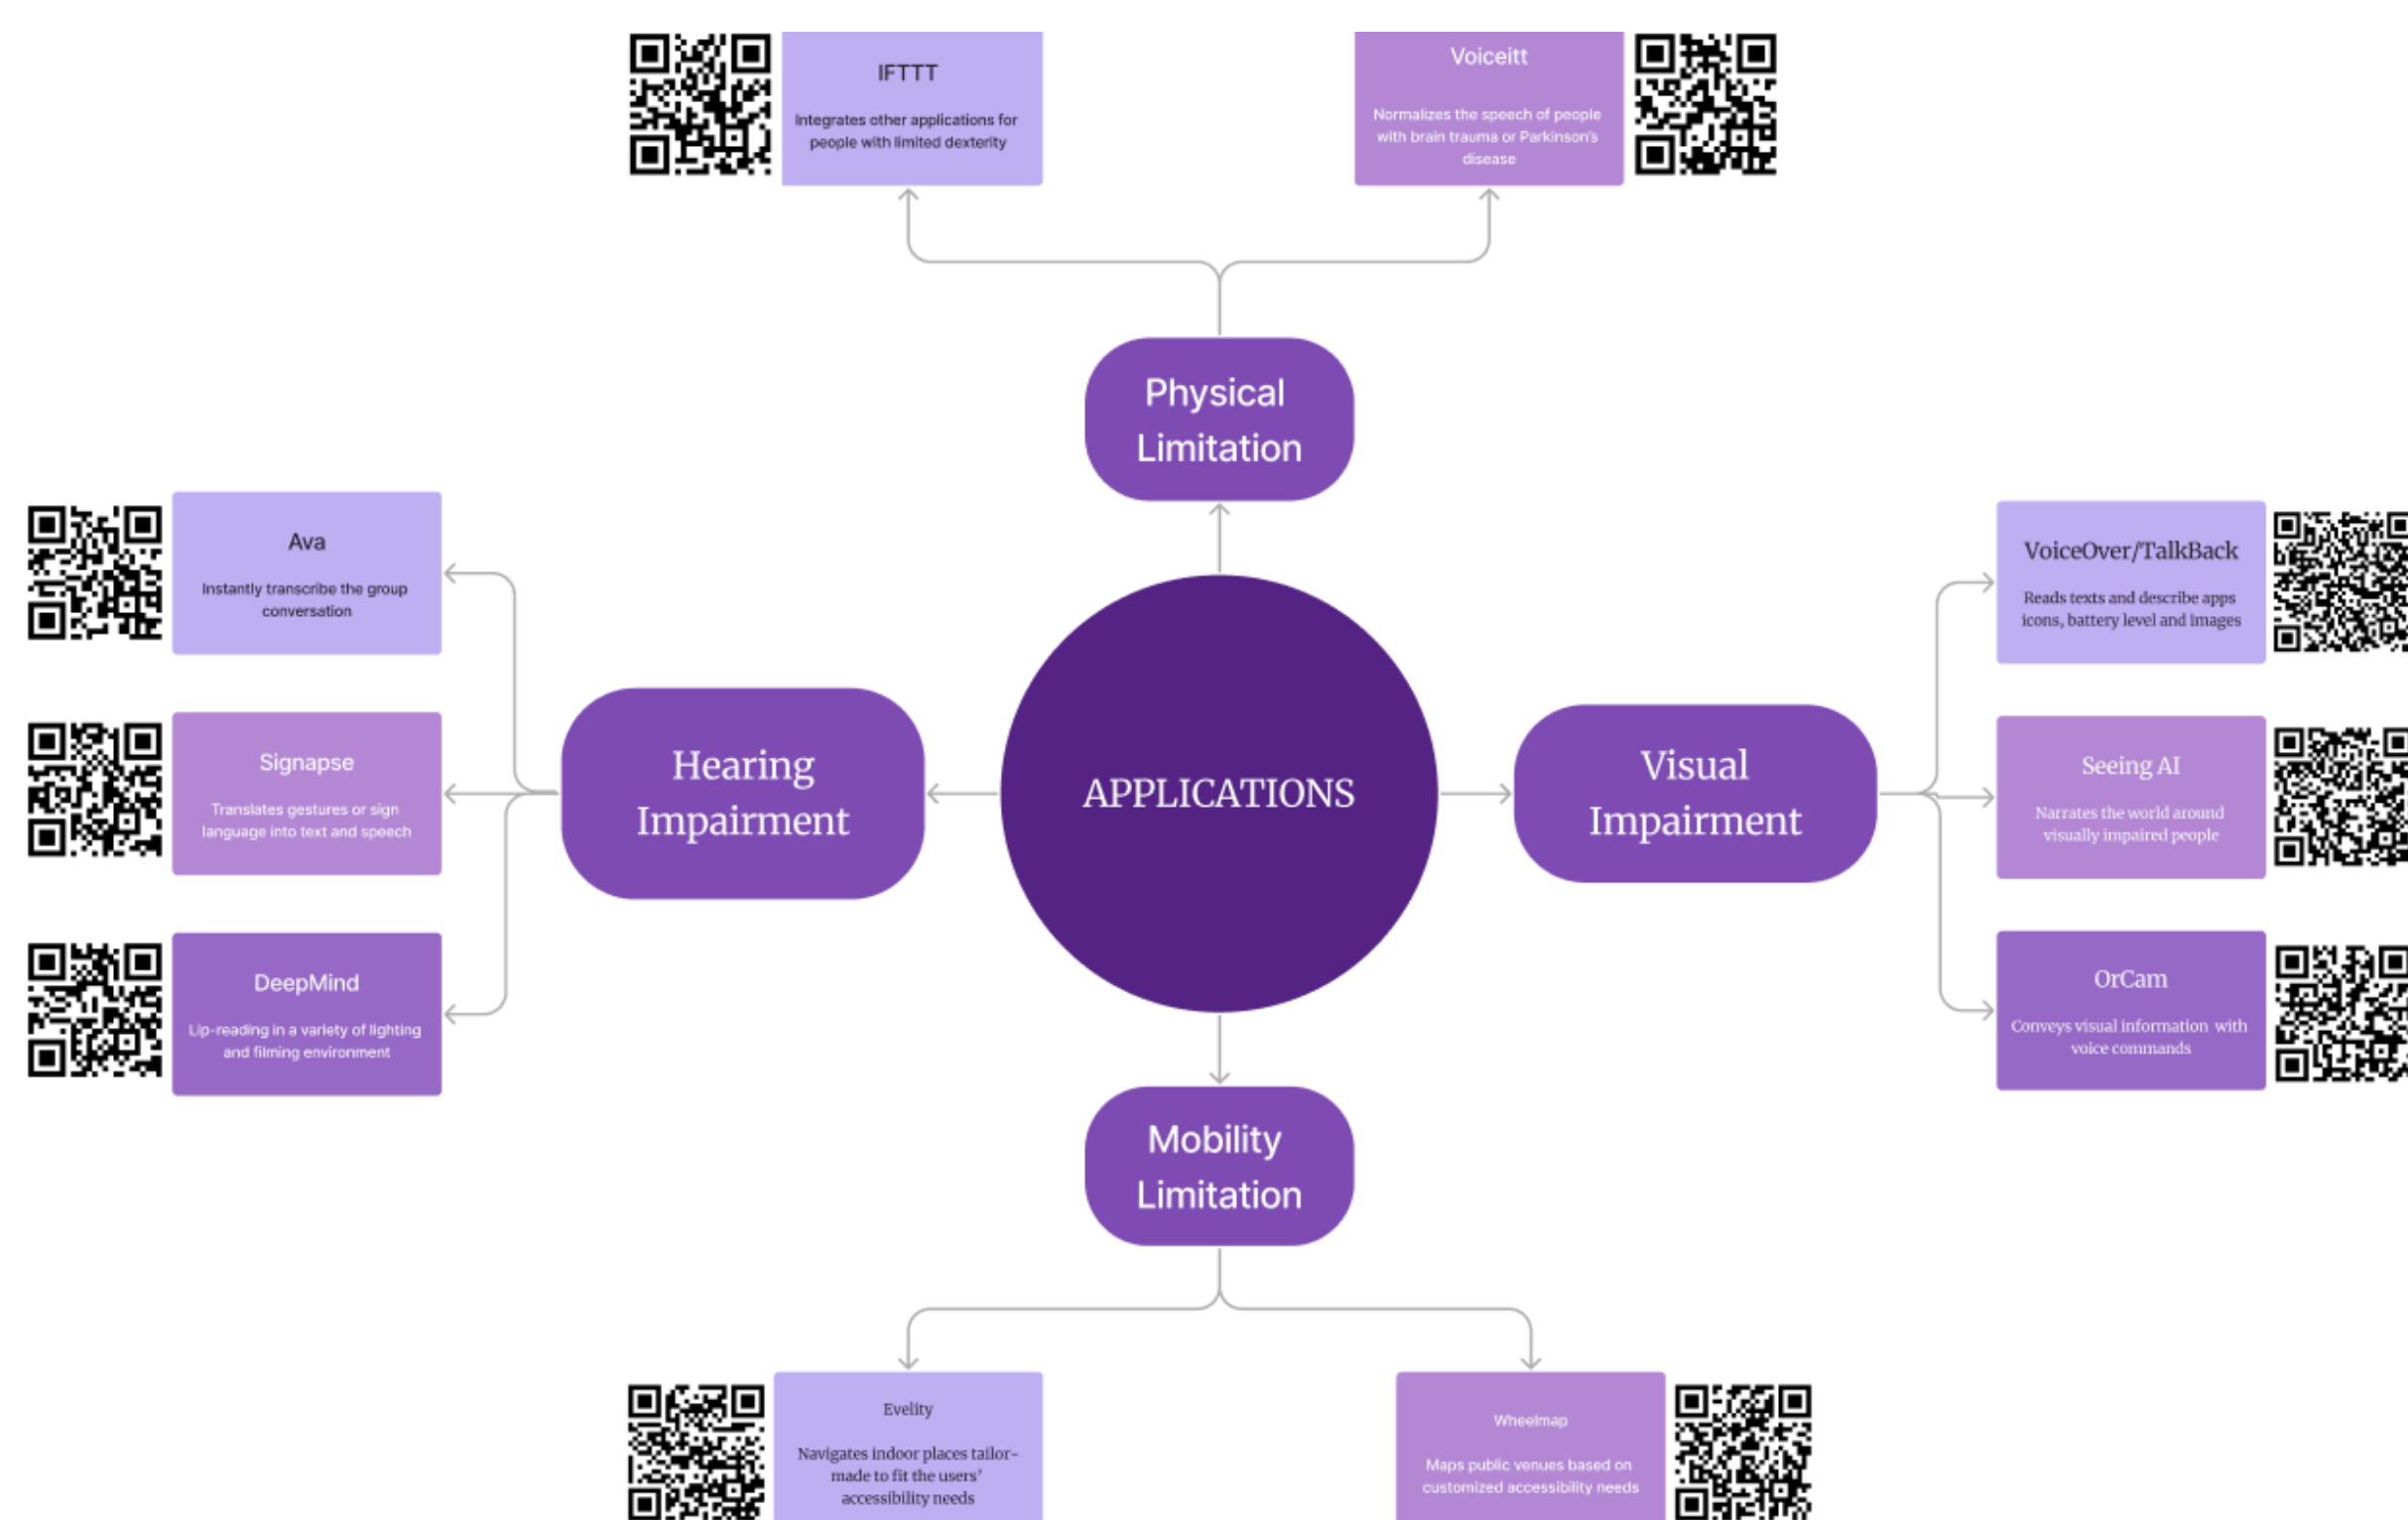 IFTTT
Integrates other applications for
people with limited dexterity
Voiceitt
Normalizes the speech of people
with brain trauma or Parkinson's
disease
Physical
Limitation
Ava
Instantly transcribe the group
conversation
Signapse
Translates gestures or sign
language into text and speech
DeepMind
Lip-reading in a variety of lighting
and filming environment
Hearing
Impairment
APPLICATIONS
Visual
Impairment
VoiceOver/TalkBack
Reads texts and describe apps
icons, battery level and images
Seeing AI
Narrates the world around
visually impaired people
OrCam
Conveys visual information with
voice commands
Mobility
Limitation
Evelity
Navigates indoor places tailor-
made to fit the users'
accessibility needs
Wheelmap
Maps public venues based on
customized accessibility needs